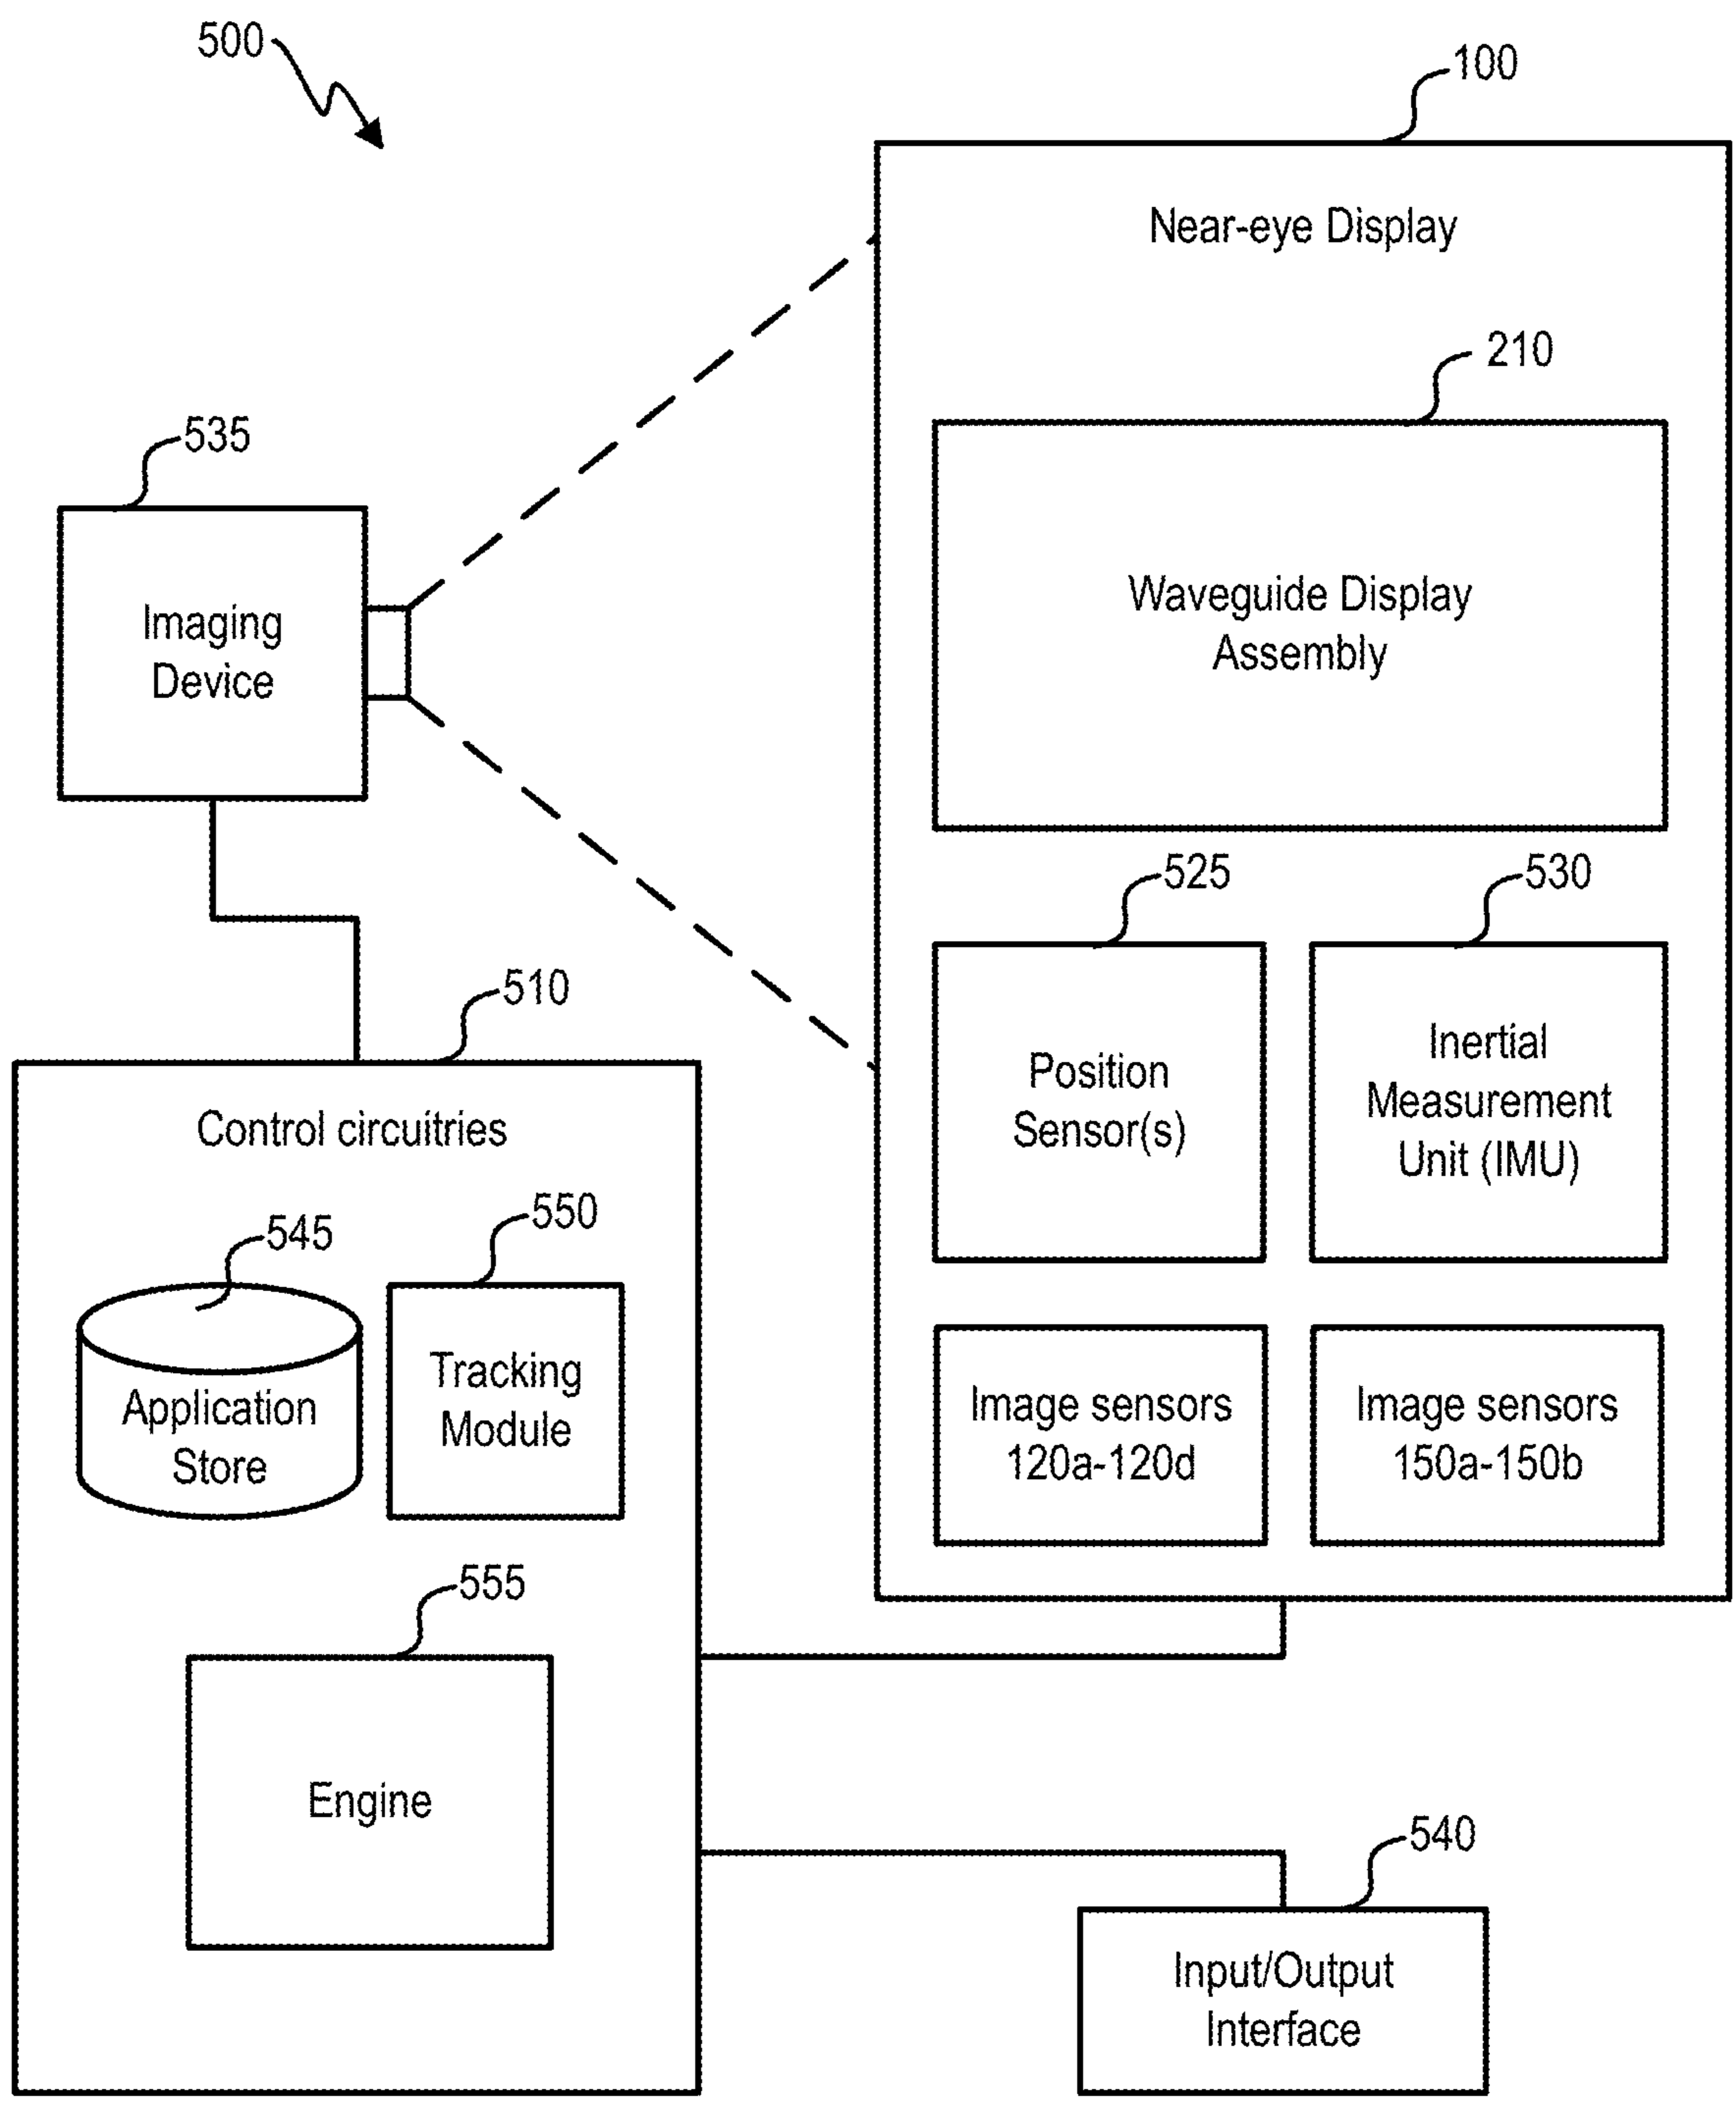 500
100
Near-eye Display
210
Waveguide Display
Assembly
535
Imaging
Device
525
530
Position
Sensor(s)
Inertial
Measurement
Unit (IMU)
510
Control circuitries
545
550
Application
Store
Tracking
Module
Image sensors
120a-120d
Image sensors
150a-150b
555
Engine
540
Input/Output
Interface